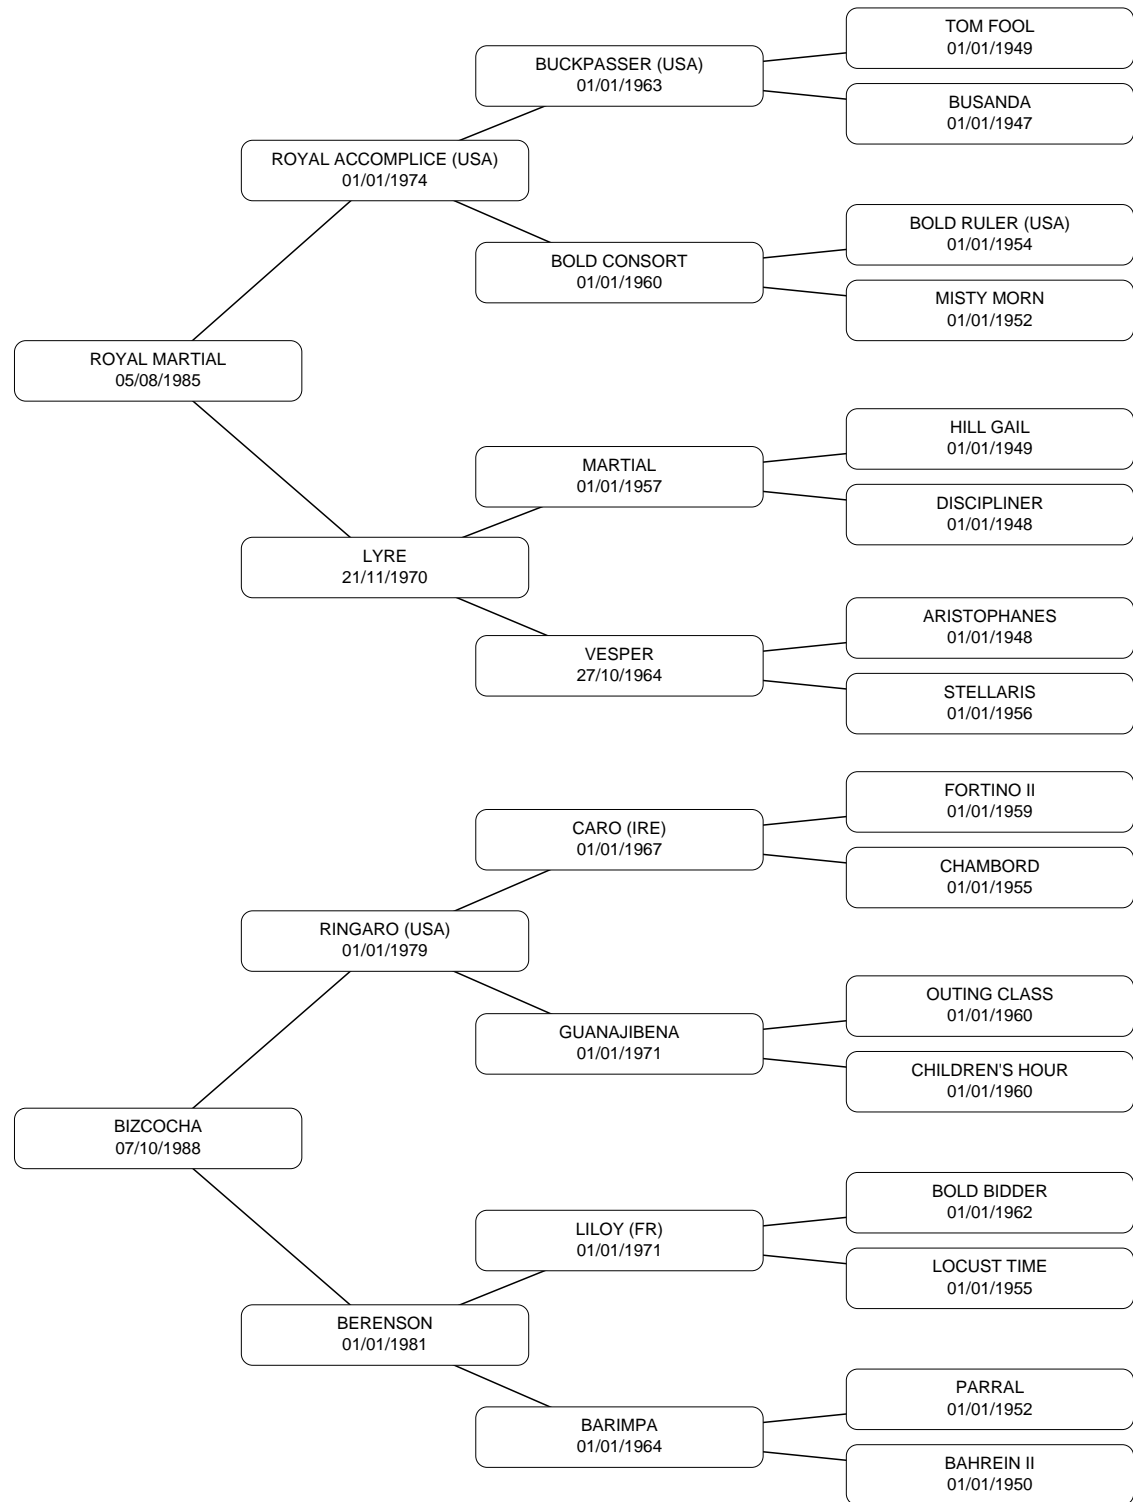 TOM FOOL
01/01/1949
BUCKPASSER (USA)
01/01/1963
BUSANDA
01/01/1947
ROYAL ACCOMPLICE (USA)
01/01/1974
BOLD RULER (USA)
01/01/1954
BOLD CONSORT
01/01/1960
MISTY MORN
01/01/1952
ROYAL MARTIAL
05/08/1985
HILL GAIL
01/01/1949
MARTIAL
01/01/1957
DISCIPLINER
01/01/1948
LYRE
21/11/1970
ARISTOPHANES
01/01/1948
VESPER
27/10/1964
STELLARIS
01/01/1956
FORTINO II
01/01/1959
CARO (IRE)
01/01/1967
CHAMBORD
01/01/1955
RINGARO (USA)
01/01/1979
OUTING CLASS
01/01/1960
GUANAJIBENA
01/01/1971
CHILDREN'S HOUR
01/01/1960
BIZCOCHA
07/10/1988
BOLD BIDDER
01/01/1962
LILOY (FR)
01/01/1971
LOCUST TIME
01/01/1955
BERENSON
01/01/1981
PARRAL
01/01/1952
BARIMPA
01/01/1964
BAHREIN II
01/01/1950